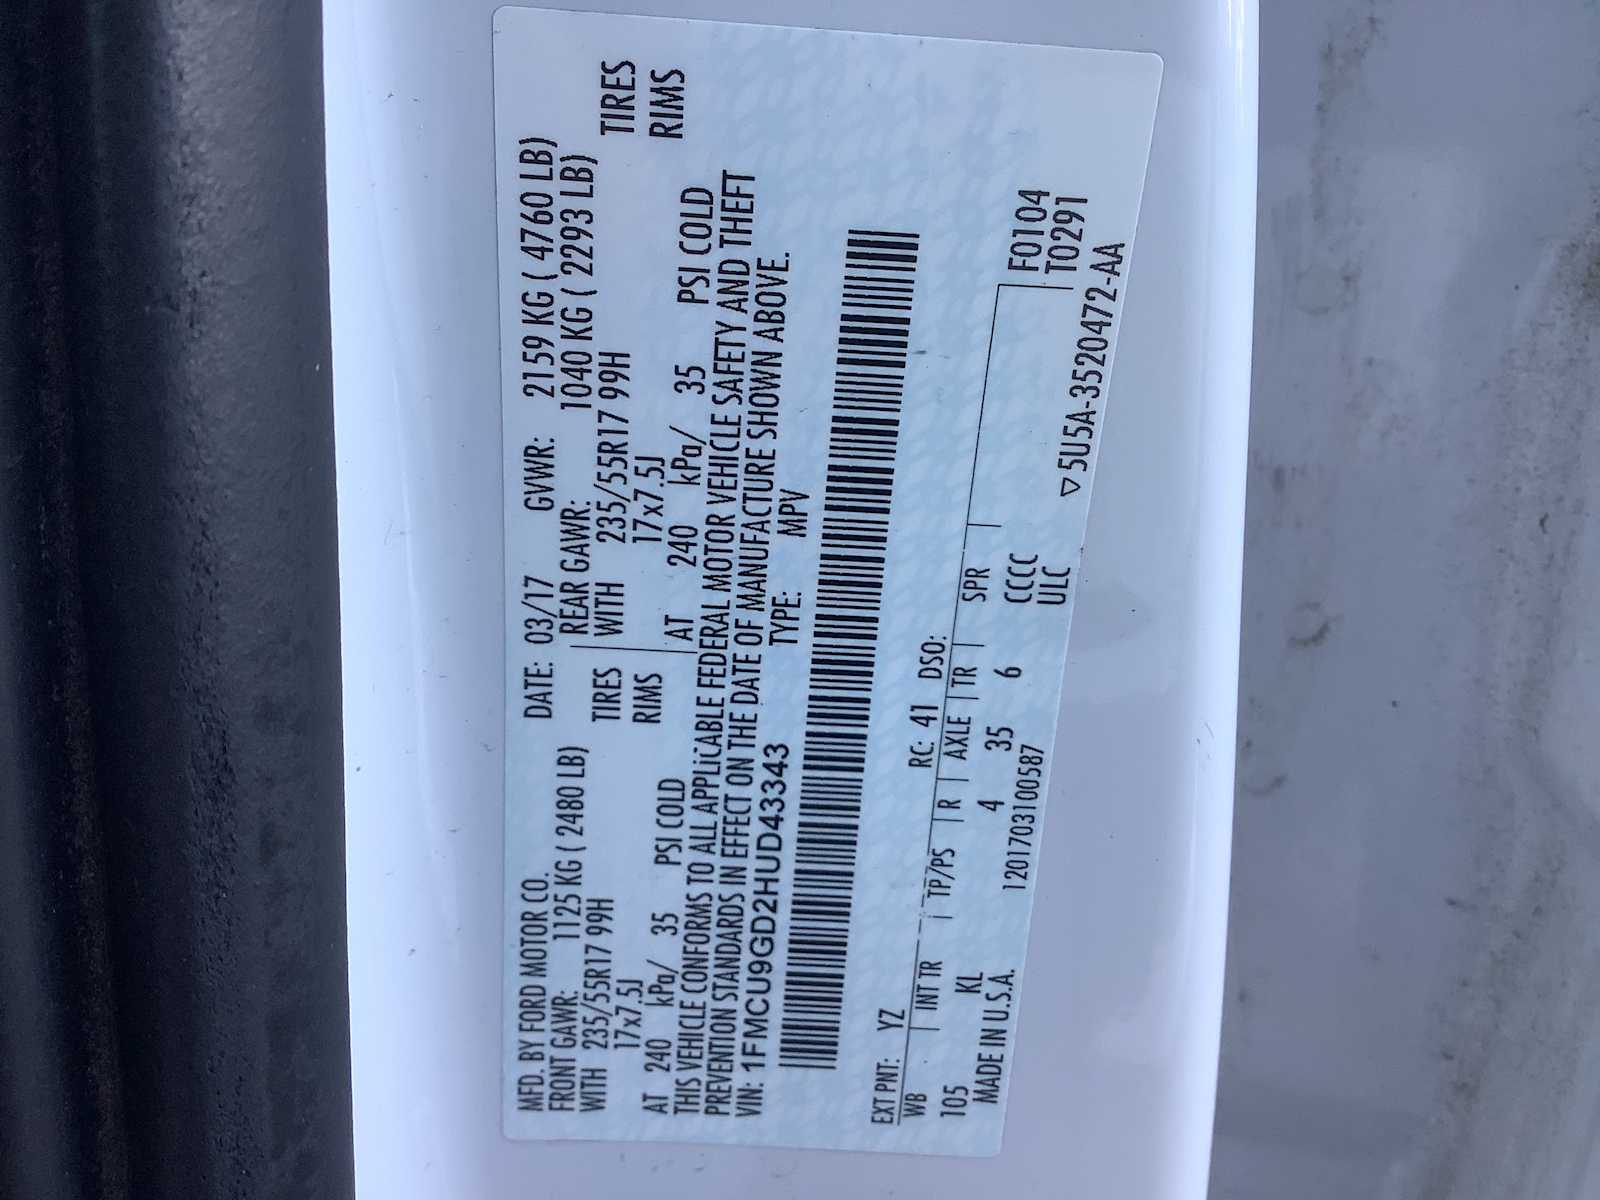 MFD. BY FORD MOTOR CO. DATE: 03/17 GVWR: 2159 KG ( 4760 LB)
FRONT GAWR: 1125 KG ( 2480 LB) REAR GAWR: 1040 KG ( 2293 LB)
WITH 235/55R17 99H TIRES WITH 235/55R17 99H TIRES
17x7.5J RIMS 17x7.5J RIMS
AT 240 kPa/ 35 PSI COLD AT 240 kPa/ 35 PSI COLD
THIS VEHICLE CONFORMS TO ALL APPLICABLE FEDERAL MOTOR VEHICLE SAFETY AND THEFT
PREVENTION STANDARDS IN EFFECT ON THE DATE OF MANUFACTURE SHOWN ABOVE.
VIN: 1FMCU9GD2HUD43343 TYPE: MPV
EXT PNT: YZ RC: 41 DSO:
WB | INT TR | TP/PS | R | AXLE | TR | SPR
105 KL 4 35 6 CCCC F0104
MADE IN U.S.A. 1201703100587 ULC T0291
▽ 5U5A-3520472-AA